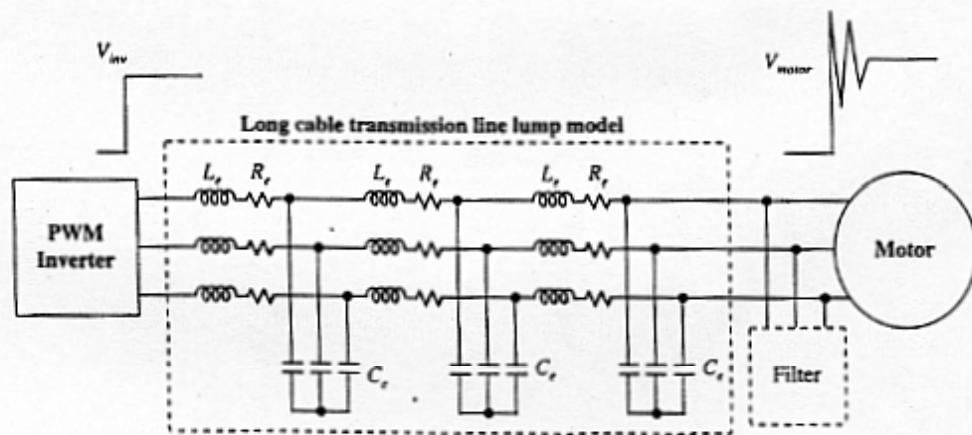 V_inv
V_motor
Long cable transmission line lump model
L_e R_e L_e R_e L_e R_e
PWM
Inverter
Motor
C_e C_e C_e
Filter